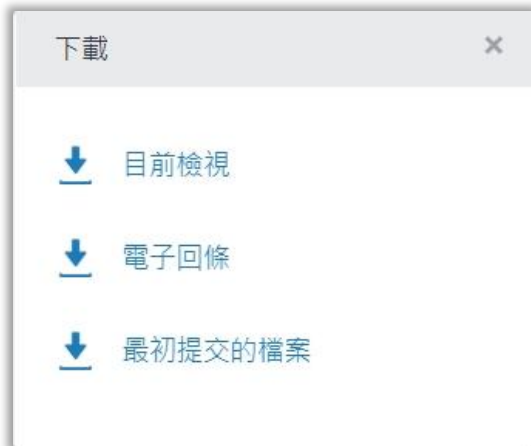 下載
目前檢視
電子回條
最初提交的檔案